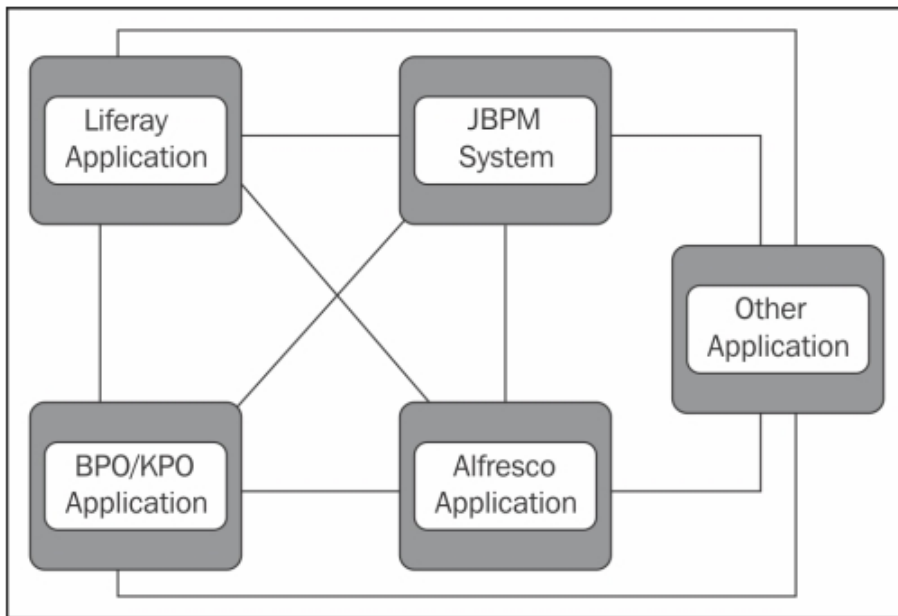 Liferay
Application
JBPM
System
Other
Application
BPO/KPO
Application
Alfresco
Application